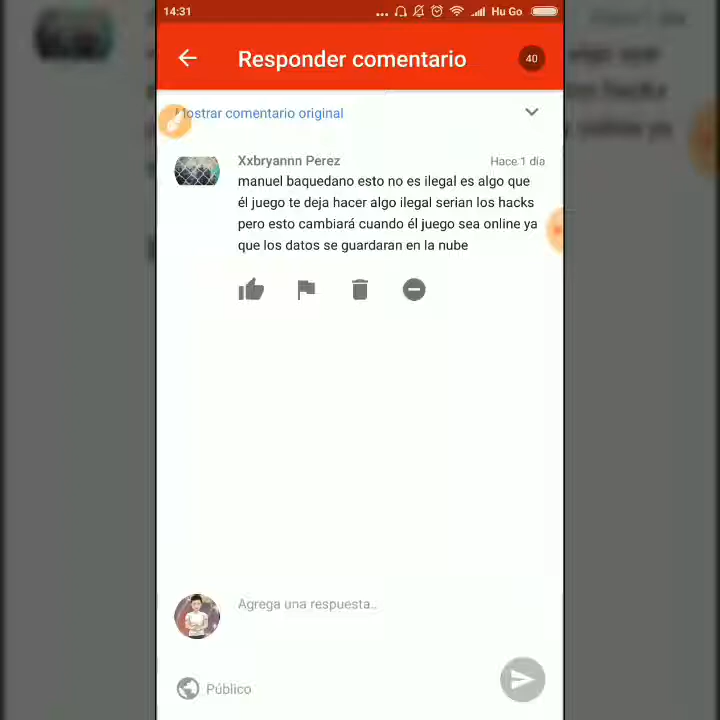 14:31
... Hu Go
Responder comentario
40
Mostrar comentario original
Xxbryannn Perez
Hace 1 día
manuel baquedano esto no es ilegal es algo que
él juego te deja hacer algo ilegal serian los hacks
pero esto cambiará cuando él juego sea online ya
que los datos se guardaran en la nube
Agrega una respuesta..
Público